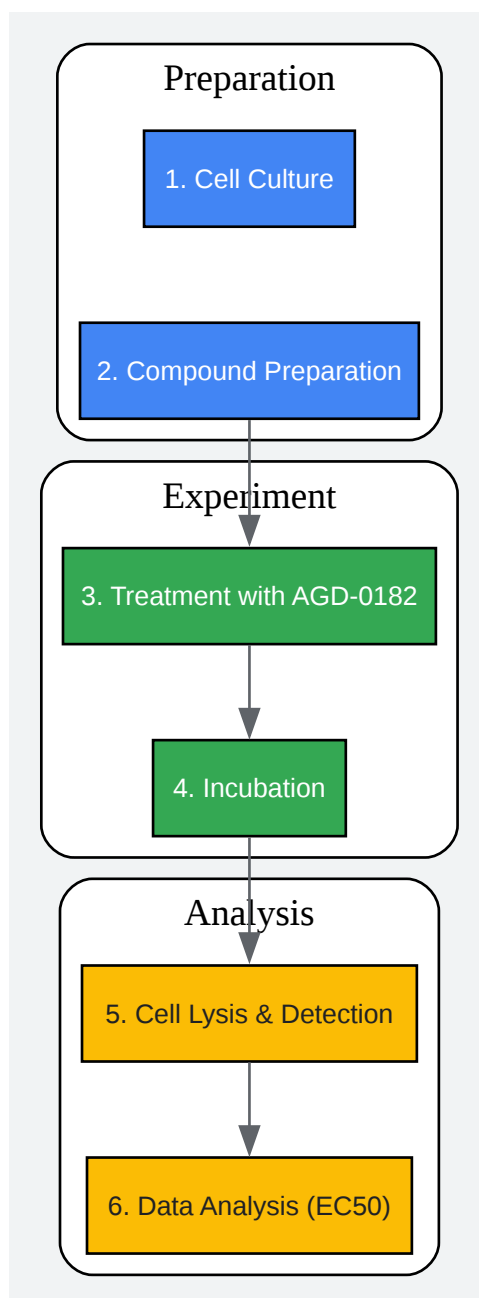 Preparation
1. Cell Culture
2. Compound Preparation
Experiment
3. Treatment with AGD-0182
4. Incubation
Analysis
5. Cell Lysis & Detection
6. Data Analysis (EC50)